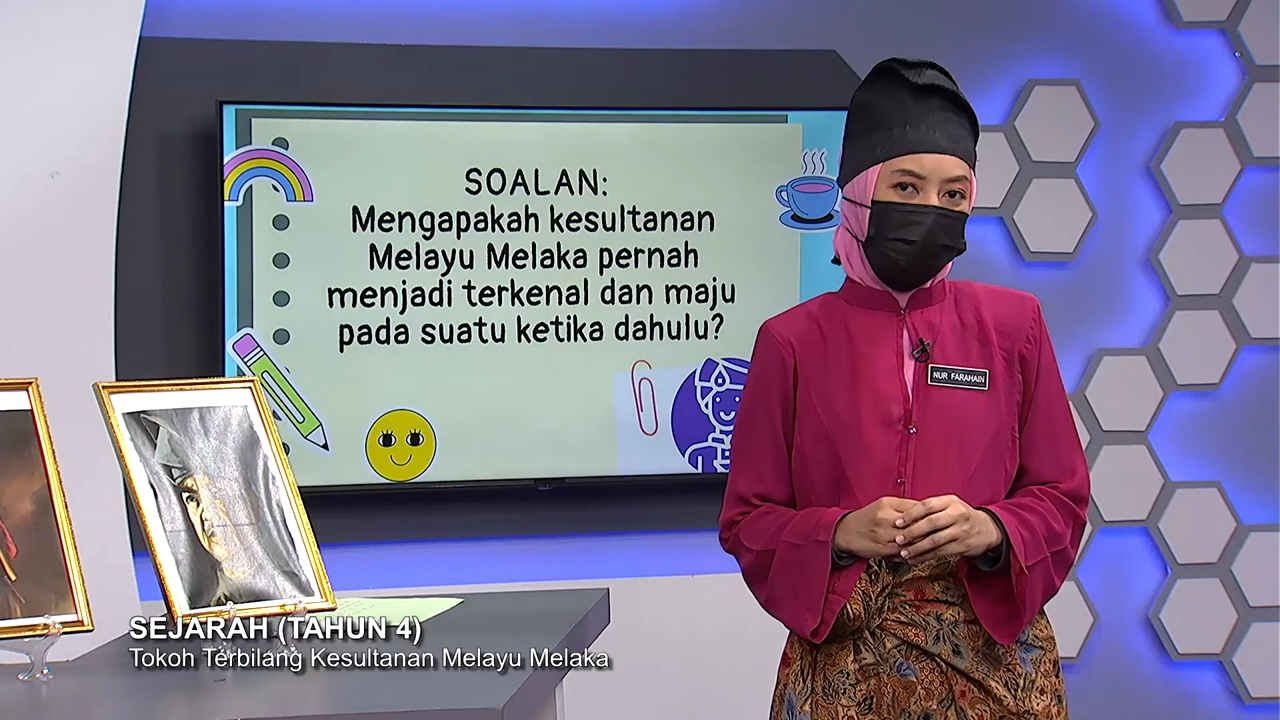 SOALAN:
Mengapakah kesultanan
Melayu Melaka pernah
menjadi terkenal dan maju
pada suatu ketika dahulu?
NUR FARAHAIN
SEJARAH (TAHUN 4)
Tokoh Terbilang Kesultanan Melayu Melaka